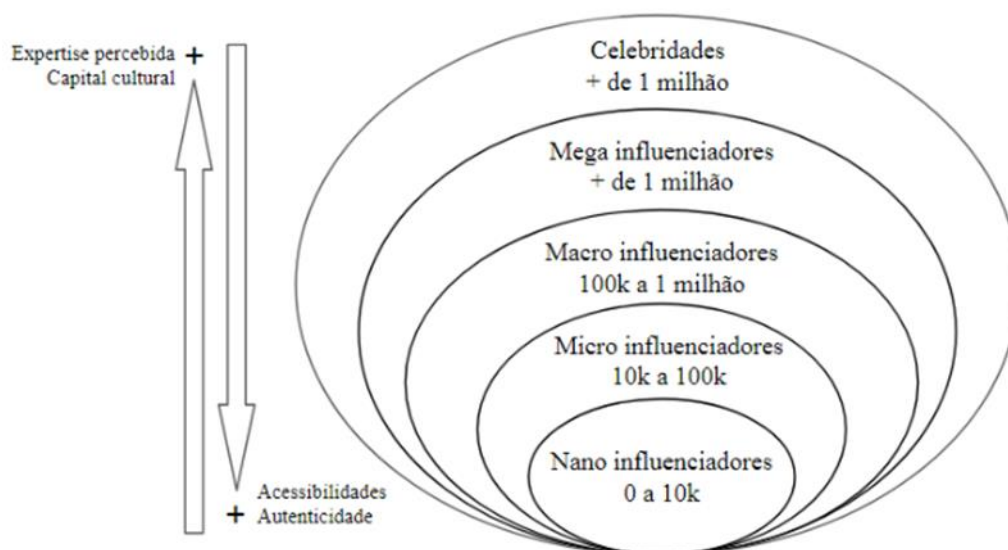 Expertise percebida +
Capital cultural
Celebridades
+ de 1 milhão
Mega influenciadores
+ de 1 milhão
Macro influenciadores
100k a 1 milhão
Micro influenciadores
10k a 100k
Nano influenciadores
0 a 10k
Acessibilidades
+ Autenticidade